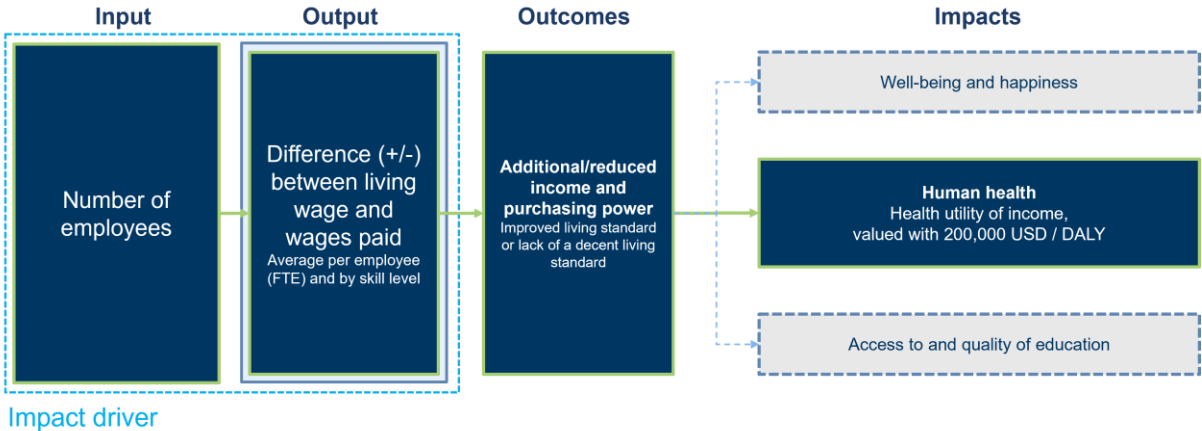 Input
Output
Outcomes
Impacts
Number of
employees
Difference (+/-)
between living
wage and
wages paid
Average per employee
(FTE) and by skill level
Additional/reduced
income and
purchasing power
Improved living standard
or lack of a decent living
standard
Well-being and happiness
Human health
Health utility of income,
valued with 200,000 USD / DALY
Access to and quality of education
Impact driver